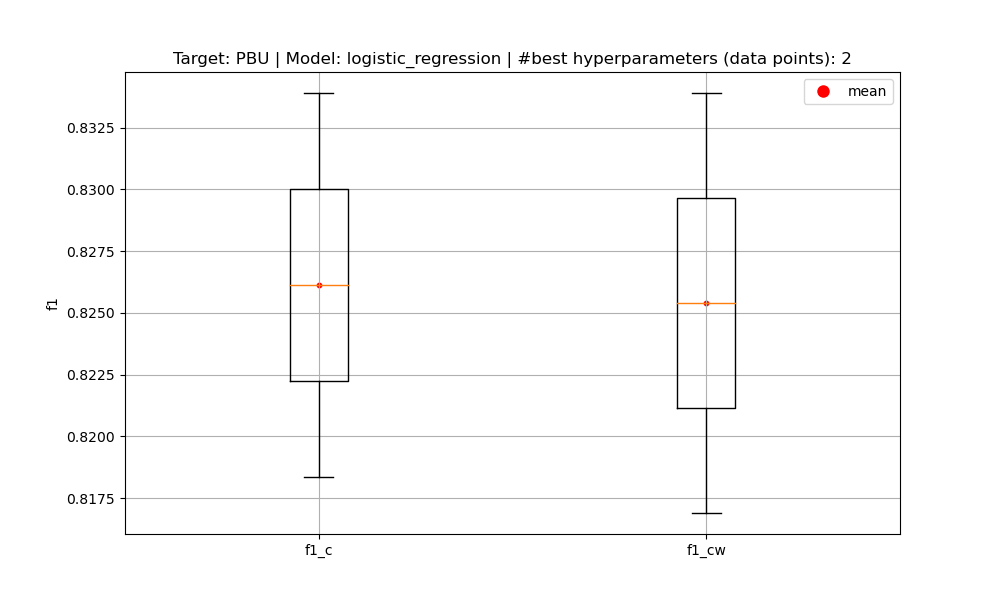 Target: PBU | Model: logistic_regression | #best hyperparameters (data points): 2
mean
0.8325
0.8300
0.8275
0.8250
0.8225
0.8200
0.8175
f1
f1_c
f1_cw